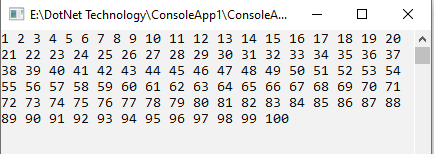 E:\DotNet Technology\ConsoleApp1\ConsoleA...
1 2 3 4 5 6 7 8 9 10 11 12 13 14 15 16 17 18 19 20
21 22 23 24 25 26 27 28 29 30 31 32 33 34 35 36 37
38 39 40 41 42 43 44 45 46 47 48 49 50 51 52 53 54
55 56 57 58 59 60 61 62 63 64 65 66 67 68 69 70 71
72 73 74 75 76 77 78 79 80 81 82 83 84 85 86 87 88
89 90 91 92 93 94 95 96 97 98 99 100